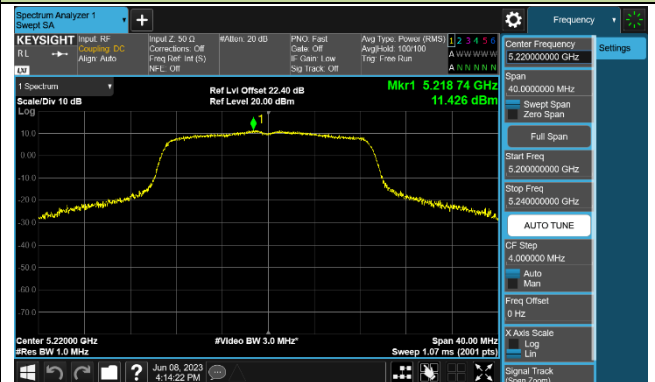 Spectrum Analyzer 1
Swept SA
Frequency
KEYSIGHT
RL
LXI
Input: RF
Coupling: DC
Align: Auto
Input Z: 50 Ω
Corrections: Off
Freq Ref: Int (S)
NFE: Off
#Atten: 20 dB
PNO: Fast
Gate: Off
IF Gain: Low
Sig Track: Off
Avg Type: Power (RMS)
Avg|Hold: 100/100
Trig: Free Run
1 2 3 4 5 6
A W W W W W
A N N N N N
Center Frequency
5.220000000 GHz
Settings
Span
40.0000000 MHz
Swept Span
Zero Span
Full Span
Start Freq
5.200000000 GHz
Stop Freq
5.240000000 GHz
AUTO TUNE
CF Step
4.000000 MHz
Auto
Man
Freq Offset
0 Hz
X Axis Scale
Log
Lin
Signal Track
(Span Zoom)
1 Spectrum
Scale/Div 10 dB
Log
Ref Lvl Offset 22.40 dB
Ref Level 20.00 dBm
Mkr1 5.218 74 GHz
11.426 dBm
1
10.0
0.00
-10.0
-20.0
-30.0
-40.0
-50.0
-60.0
-70.0
Center 5.22000 GHz
#Res BW 1.0 MHz
#Video BW 3.0 MHz*
Span 40.00 MHz
Sweep 1.07 ms (2001 pts)
?
Jun 08, 2023
4:14:22 PM